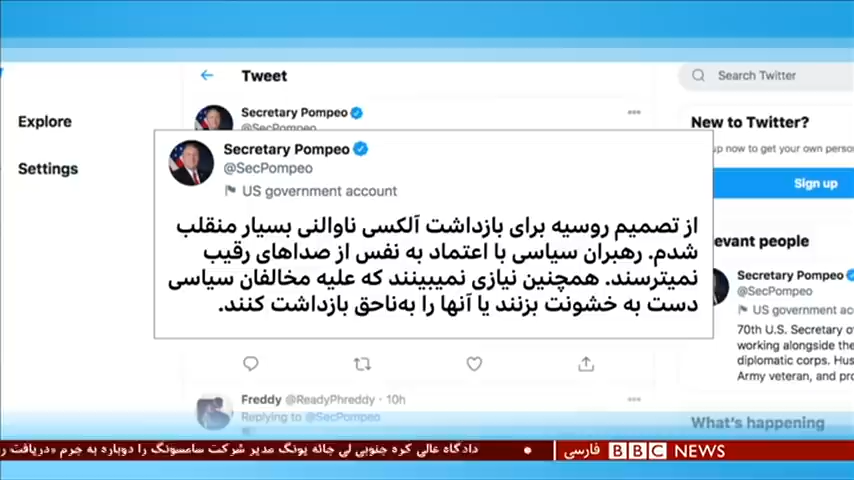 Tweet
Search Twitter
Explore
Settings
Secretary Pompeo
@SecPompeo
New to Twitter?
up now to get your own perso
Sign up
Secretary Pompeo
@SecPompeo
US government account
از تصمیم روسیه برای بازداشت آلکسی ناوالنی بسیار منقلب
شدم. رهبران سیاسی با اعتماد به نفس از صداهای رقیب
نمیترسند. همچنین نیازی نمیبینند که علیه مخالفان سیاسی
دست به خشونت بزنند یا آنها را به‌ناحق بازداشت کنند.
evant people
Secretary Pompeo
@SecPompeo
US government acc
70th U.S. Secretary o
working alongside the
diplomatic corps. Hus
Army veteran, and pro
Freddy @ReadyPhreddy · 10h
Replying to @SecPompeo
What's happening
دادگاه عالی کره جنوبی لی جائه یونگ مدیر شرکت سامسونگ را دوباره به جرم «دریافت ر
BBC NEWS فارسی